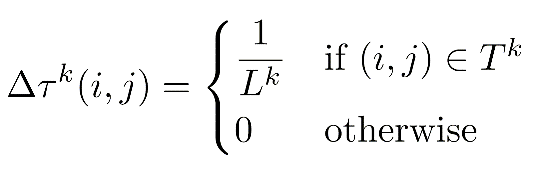 Δτ^k(i, j) = { 1/L^k if (i, j) ∈ T^k
0 otherwise